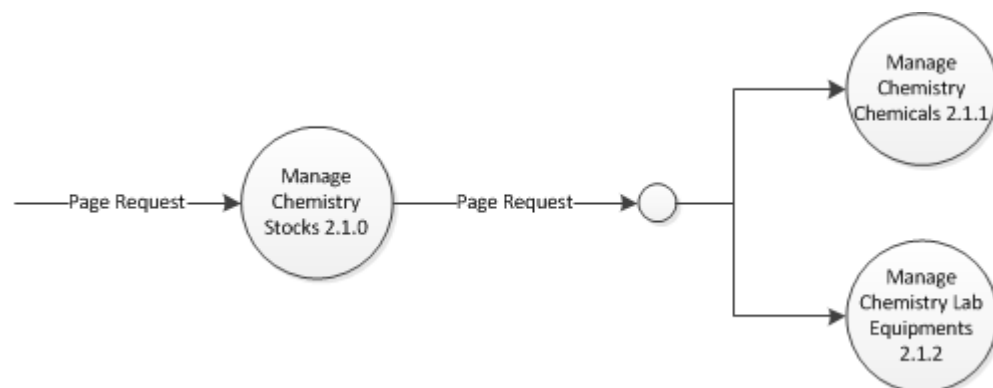 Manage
Chemistry
Chemicals 2.1.1
Page Request
Manage
Chemistry
Stocks 2.1.0
Page Request
Manage
Chemistry Lab
Equipments
2.1.2